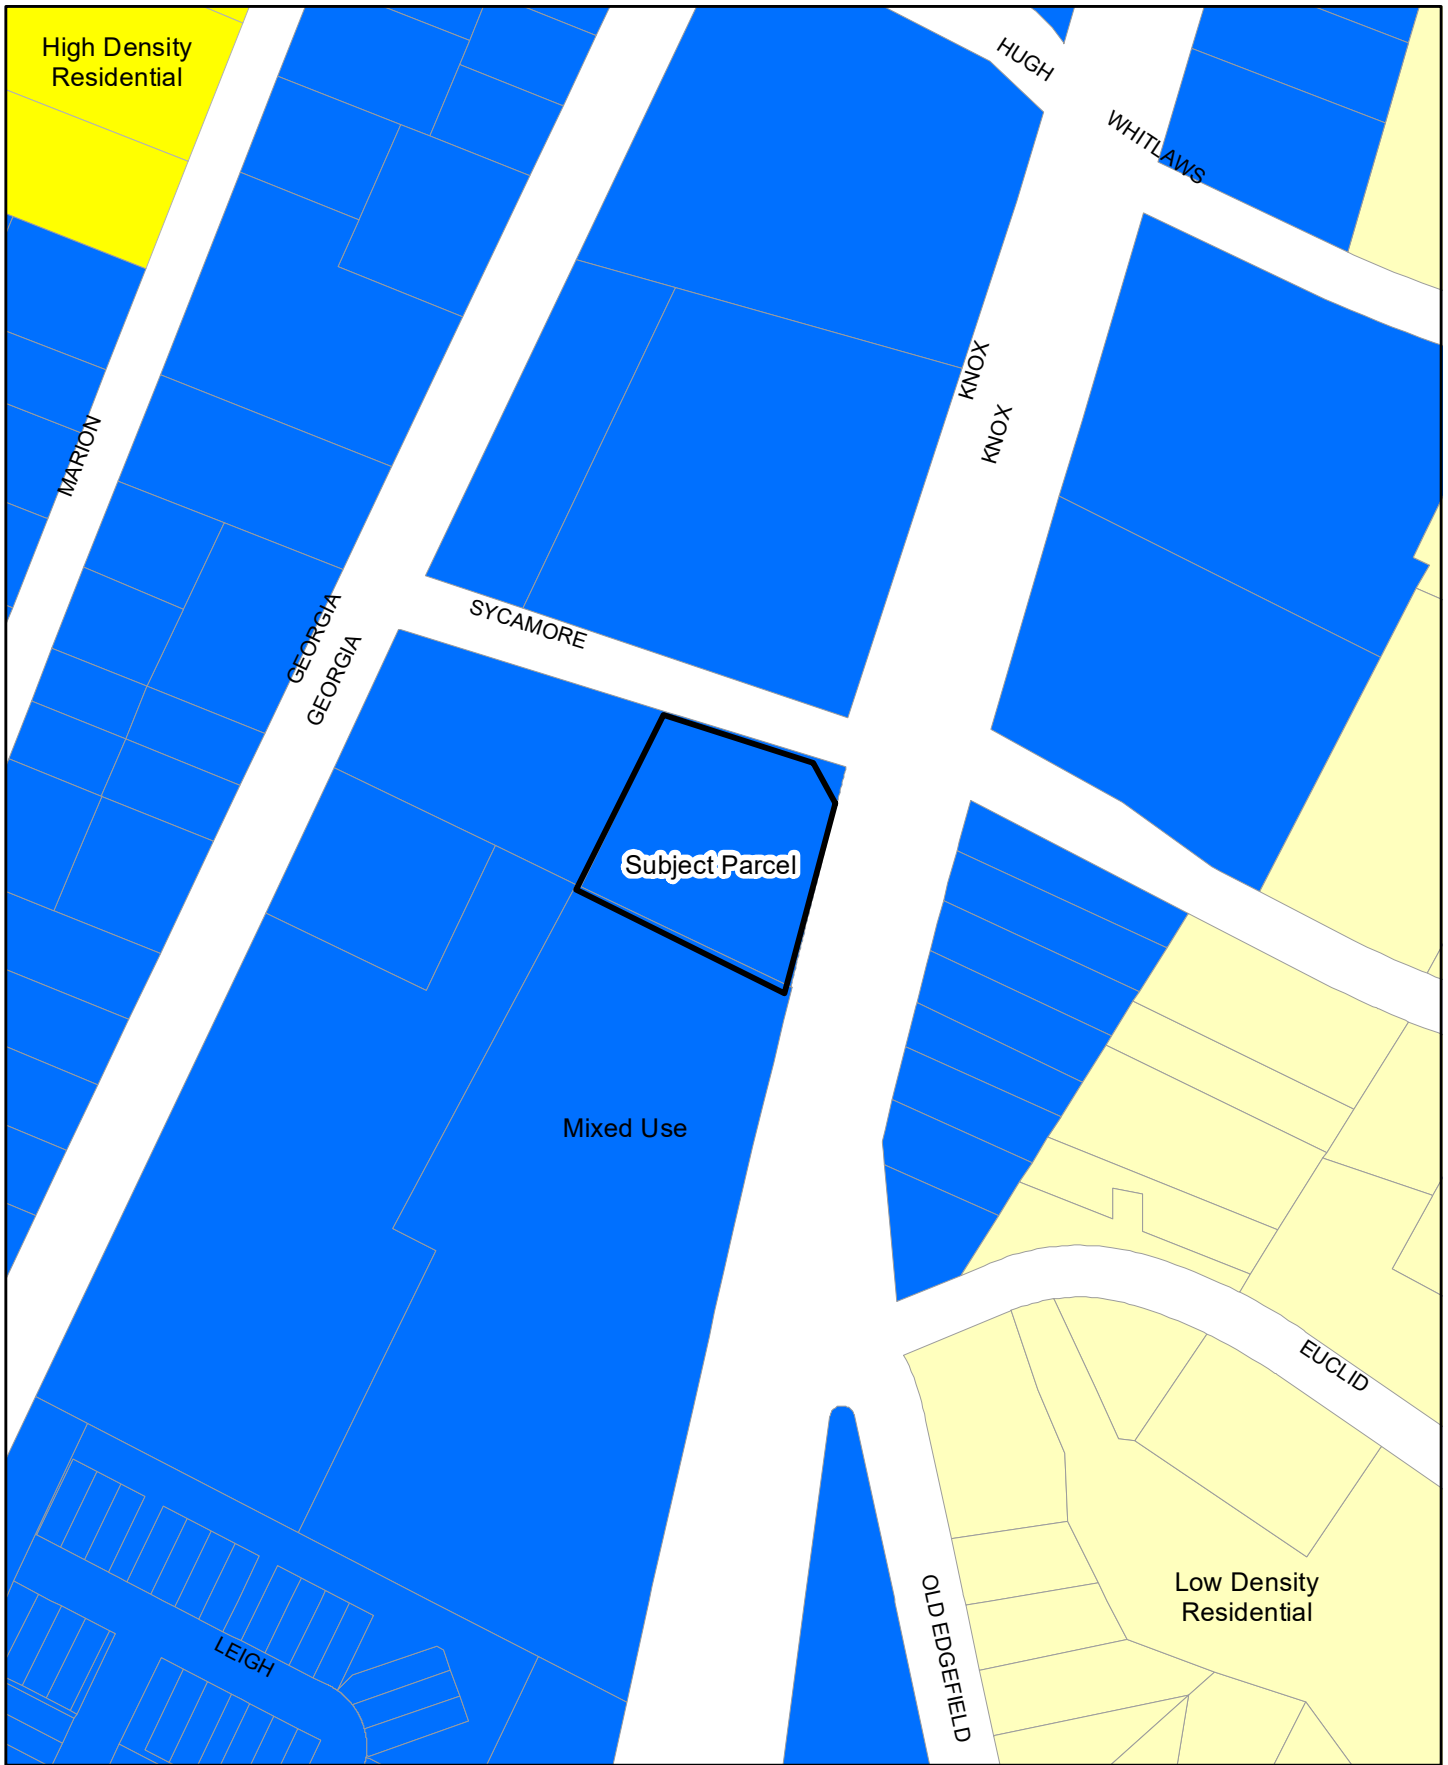 High Density
Residential
HUGH
WHITLAWS
KNOX
KNOX
MARION
GEORGIA
GEORGIA
SYCAMORE
Subject Parcel
Mixed Use
EUCLID
Low Density
Residential
OLD EDGEFIELD
LEIGH